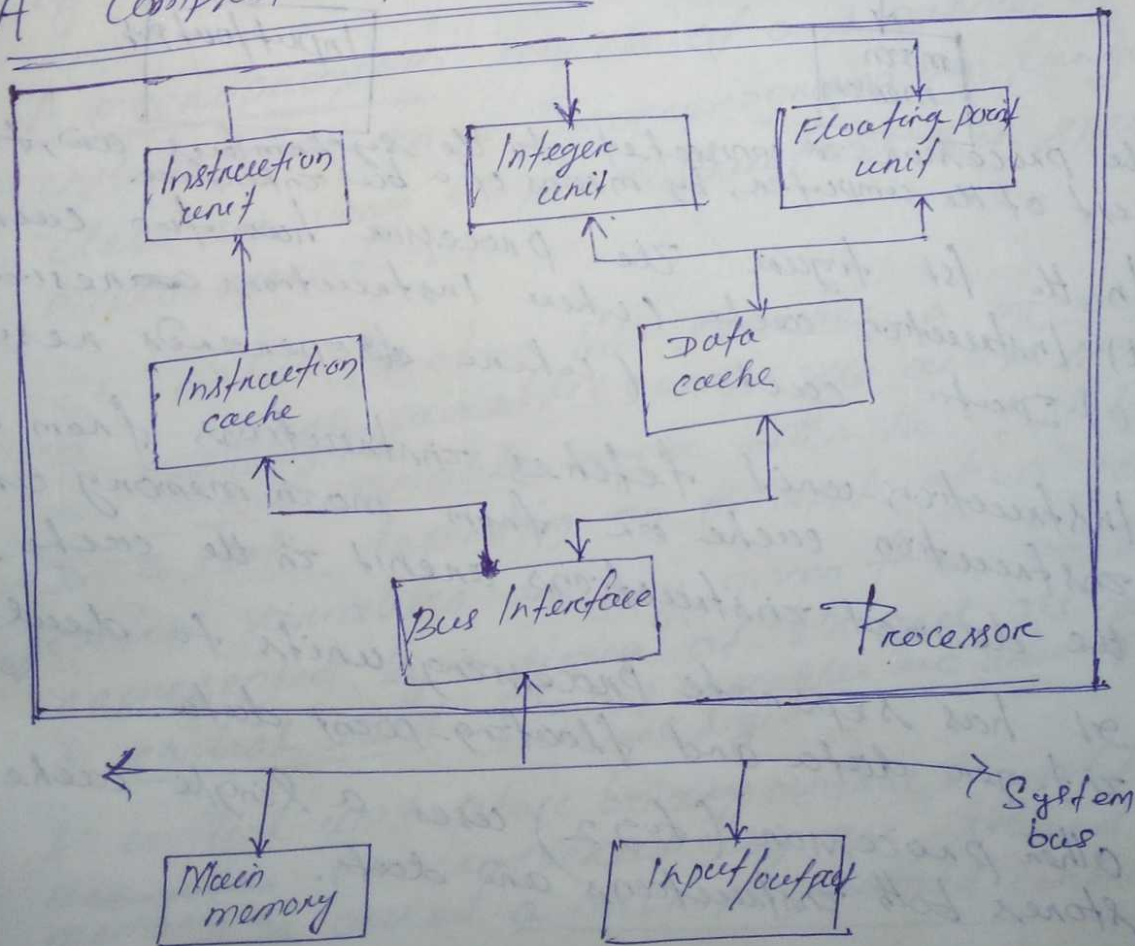 A
Instruction
unit
Integer
unit
Floating-point
unit
Instruction
cache
Data
cache
Bus Interface
Processor
System
bus.
Main
memory
Input/output